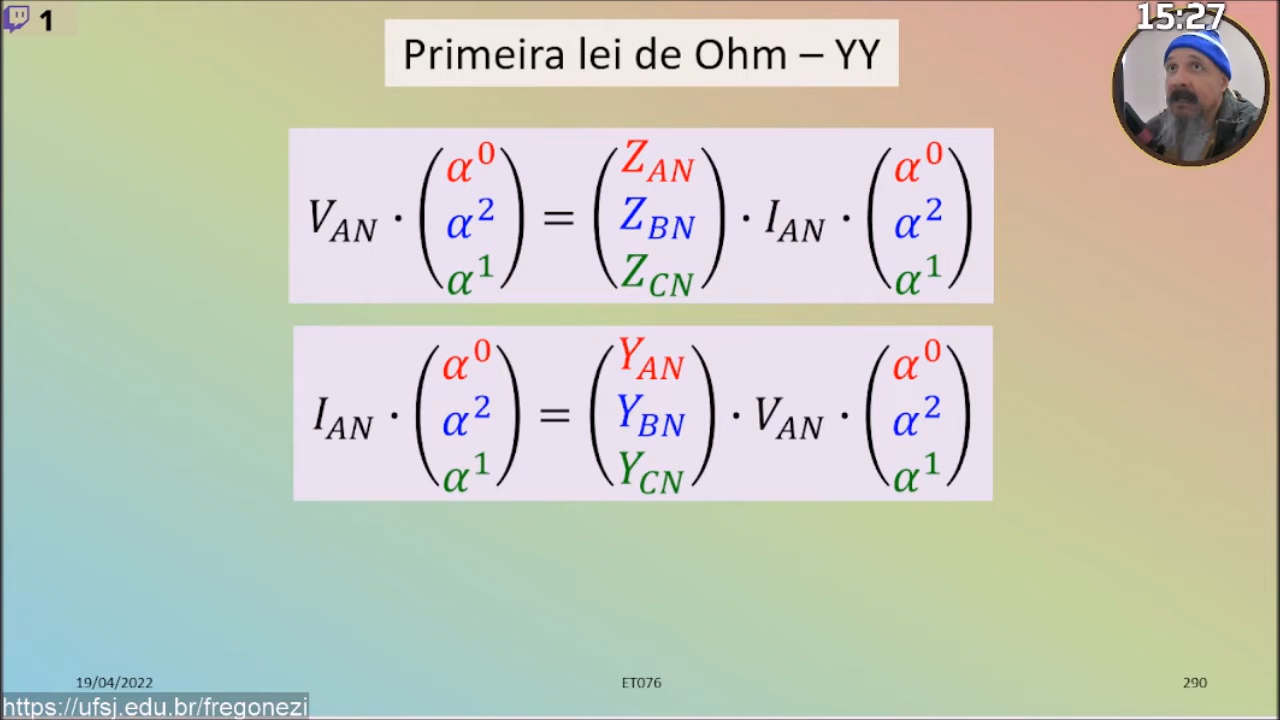 1
15:27
Primeira lei de Ohm – YY
V_AN · (α^0 α^2 α^1) = (Z_AN Z_BN Z_CN) · I_AN · (α^0 α^2 α^1)
I_AN · (α^0 α^2 α^1) = (Y_AN Y_BN Y_CN) · V_AN · (α^0 α^2 α^1)
19/04/2022 ET076 290
https://ufsj.edu.br/fregonezi